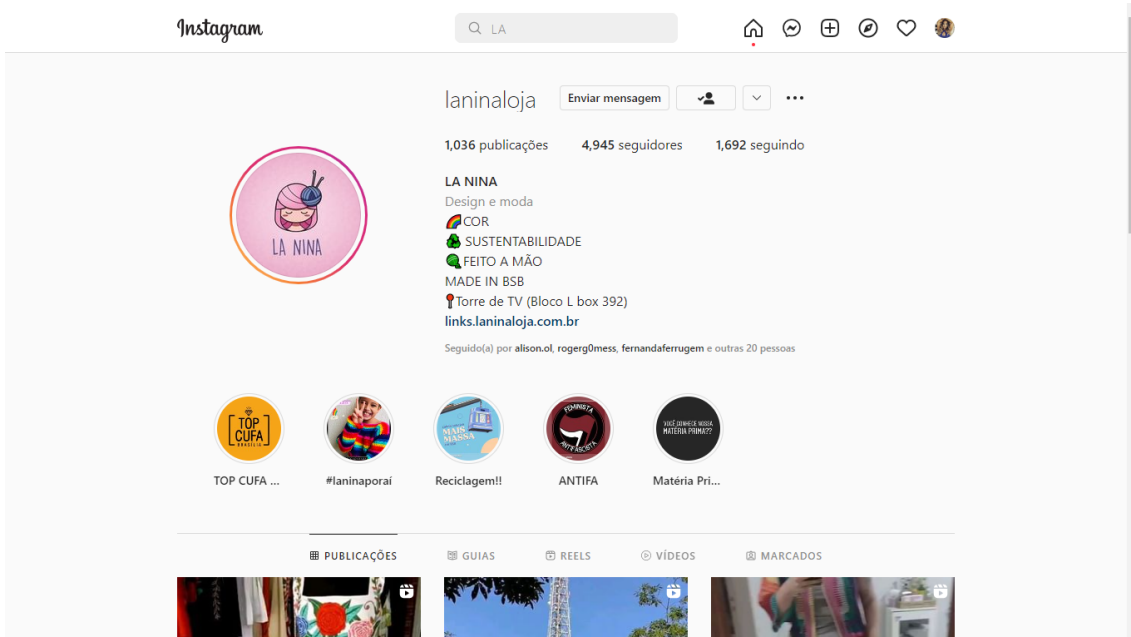 Instagram
LA
laninaloja
Enviar mensagem
1,036 publicações 4,945 seguidores 1,692 seguindo
LA NINA
LA NINA
Design e moda
COR
SUSTENTABILIDADE
FEITO A MÃO
MADE IN BSB
Torre de TV (Bloco L box 392)
links.laninaloja.com.br
Seguido(a) por alison.ol, rogerg0mess, fernandaferrugem e outras 20 pessoas
TOP
CUFA
BRASÍLIA
MAIS
MASSA
FEMINISTA
ANTIFASCISTA
VOCÊ CONHECE NOSSA
MATÉRIA PRIMA??
TOP CUFA ... #laninaporaí Reciclagem!! ANTIFA Matéria Pri...
PUBLICAÇÕES GUIAS REELS VÍDEOS MARCADOS